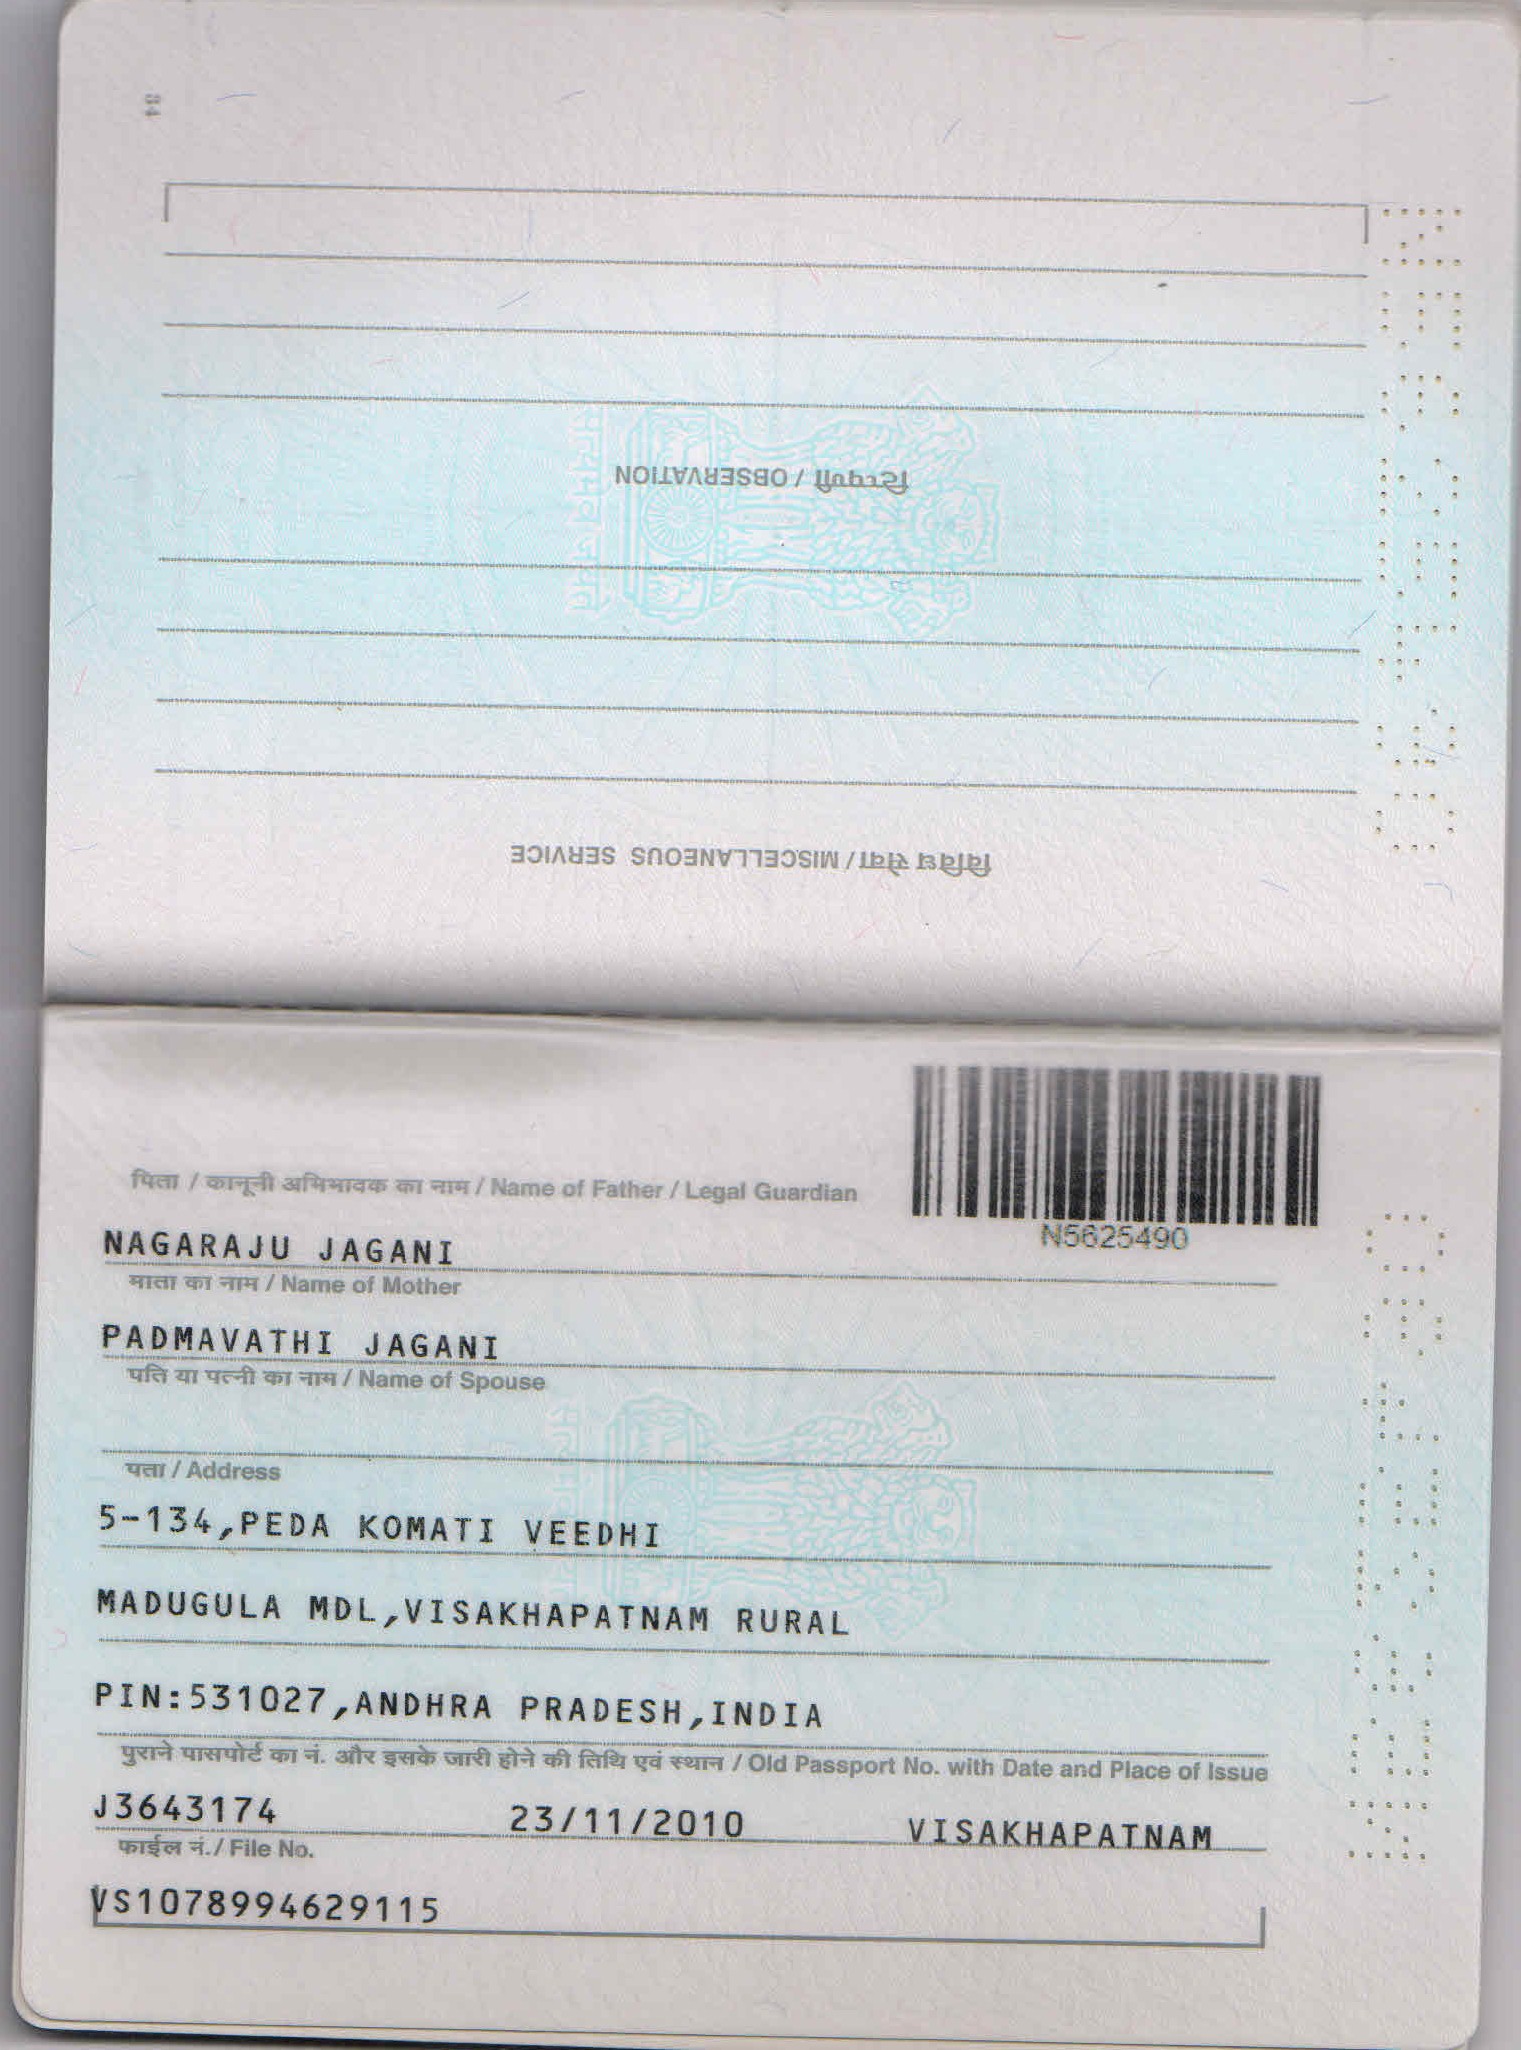 34
टिप्पणी / OBSERVATION
विविध सेवा / MISCELLANEOUS SERVICE
पिता / कानूनी अभिभावक का नाम / Name of Father / Legal Guardian
N5625490
NAGARAJU JAGANI
माता का नाम / Name of Mother
PADMAVATHI JAGANI
पति या पत्नी का नाम / Name of Spouse
पता / Address
5-134,PEDA KOMATI VEEDHI
MADUGULA MDL,VISAKHAPATNAM RURAL
PIN:531027,ANDHRA PRADESH,INDIA
पुराने पासपोर्ट का नं. और इसके जारी होने की तिथि एवं स्थान / Old Passport No. with Date and Place of Issue
J3643174 23/11/2010 VISAKHAPATNAM
फाईल नं./ File No.
VS1078994629115